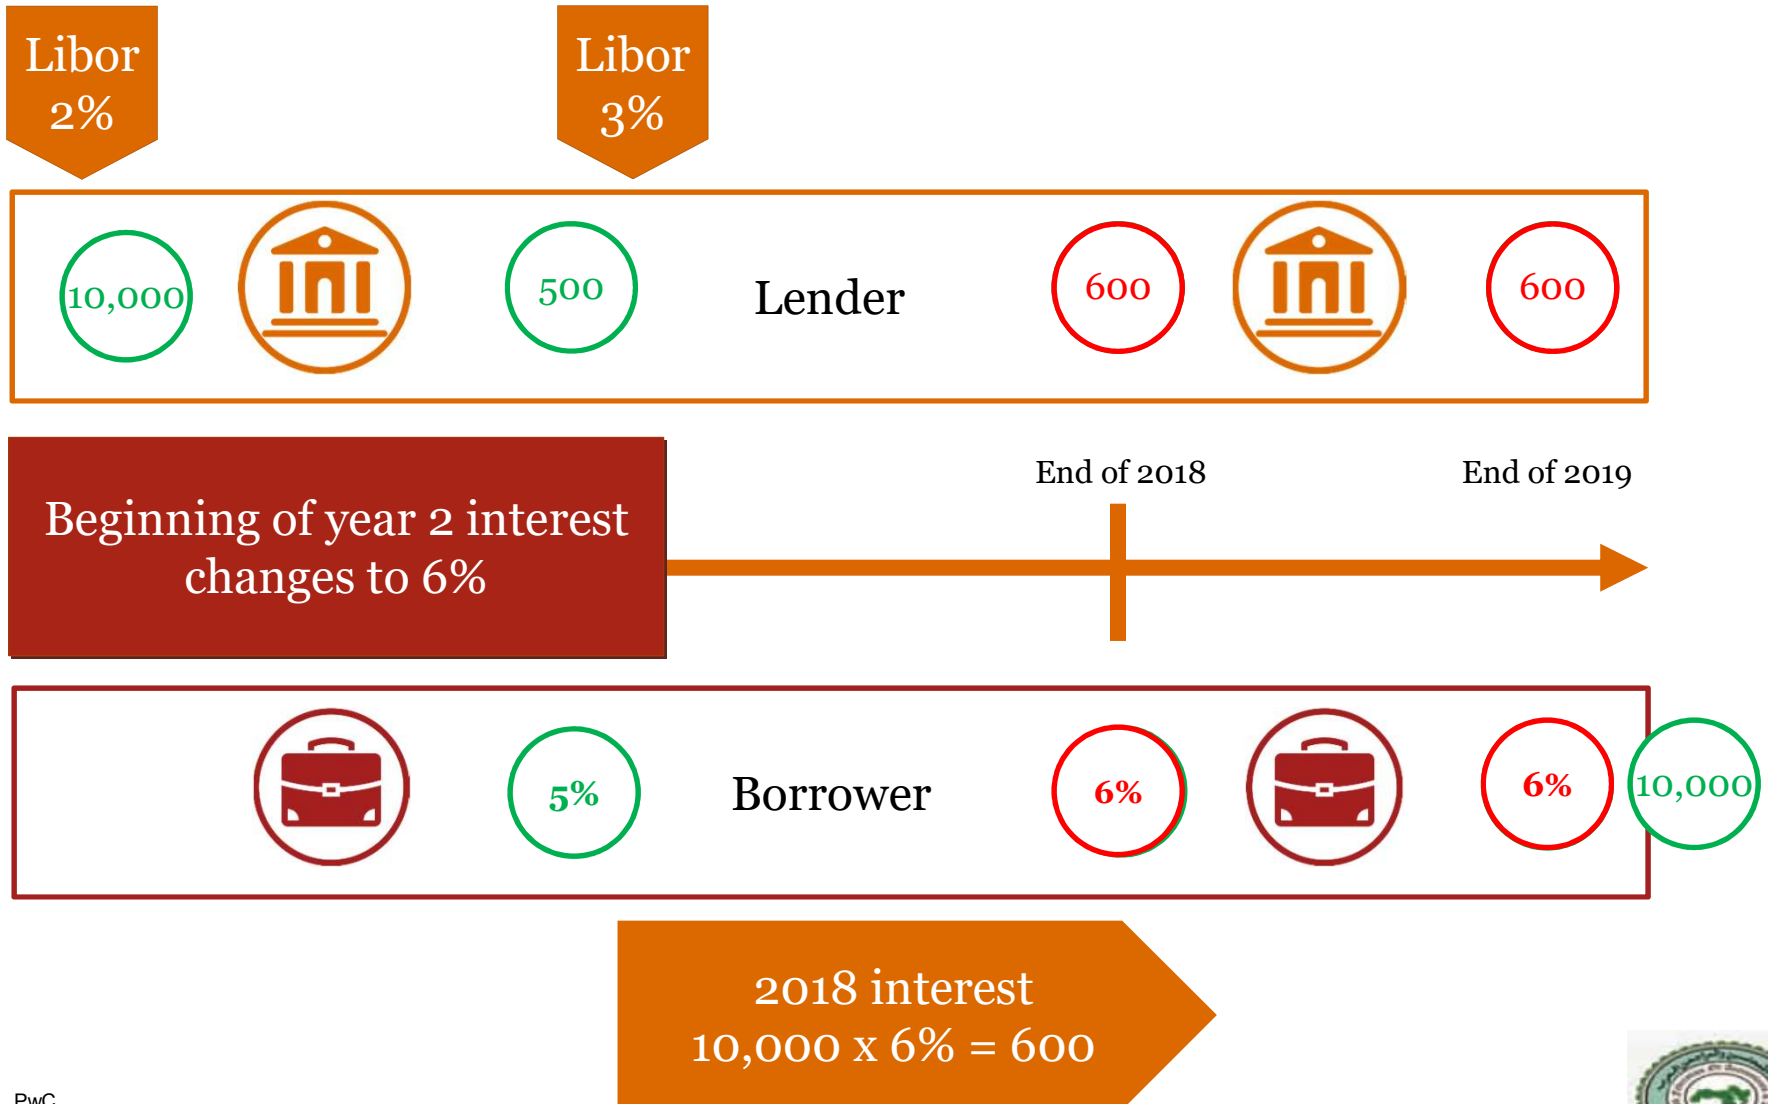 Libor
2%
Libor
3%
10,000
500
Lender
600
600
Beginning of year 2 interest
changes to 6%
End of 2018
End of 2019
5%
Borrower
6%
6%
10,000
2018 interest
10,000 x 6% = 600
PwC